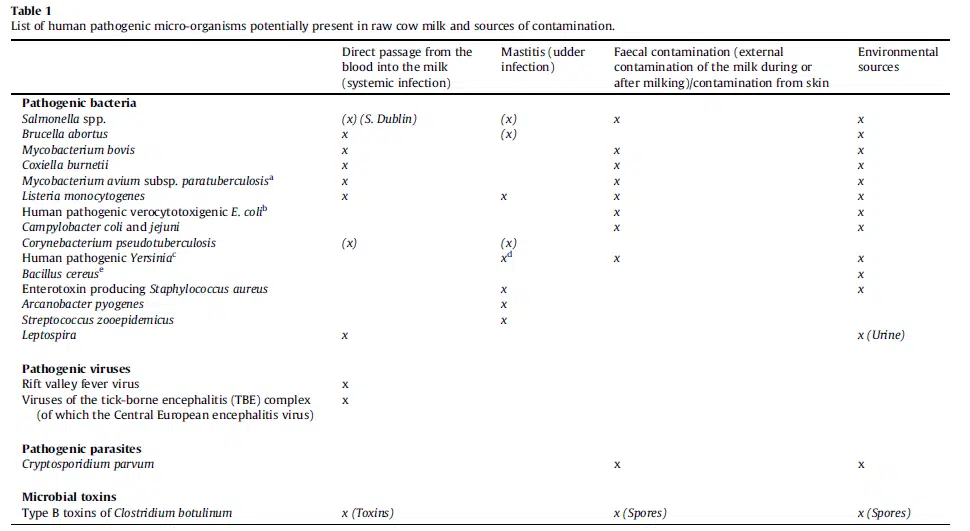 Table 1
List of human pathogenic micro-organisms potentially present in raw cow milk and sources of contamination.
Direct passage from the blood into the milk (systemic infection) Mastitis (udder infection) Faecal contamination (external contamination of the milk during or after milking)/contamination from skin Environmental sources
Pathogenic bacteria
Salmonella spp. (x) (S. Dublin) (x) x x
Brucella abortus x (x) x
Mycobacterium bovis x x x
Coxiella burnetii x x x
Mycobacterium avium subsp. paratuberculosisᵃ x x x
Listeria monocytogenes x x x x
Human pathogenic verocytotoxigenic E. coliᵇ x x
Campylobacter coli and jejuni x x
Corynebacterium pseudotuberculosis (x) (x)
Human pathogenic Yersiniaᶜ xᵈ x x
Bacillus cereusᵉ x
Enterotoxin producing Staphylococcus aureus x x
Arcanobacter pyogenes x
Streptococcus zooepidemicus x
Leptospira x x (Urine)
Pathogenic viruses
Rift valley fever virus x
Viruses of the tick-borne encephalitis (TBE) complex x
(of which the Central European encephalitis virus)
Pathogenic parasites
Cryptosporidium parvum x x
Microbial toxins
Type B toxins of Clostridium botulinum x (Toxins) x (Spores) x (Spores)